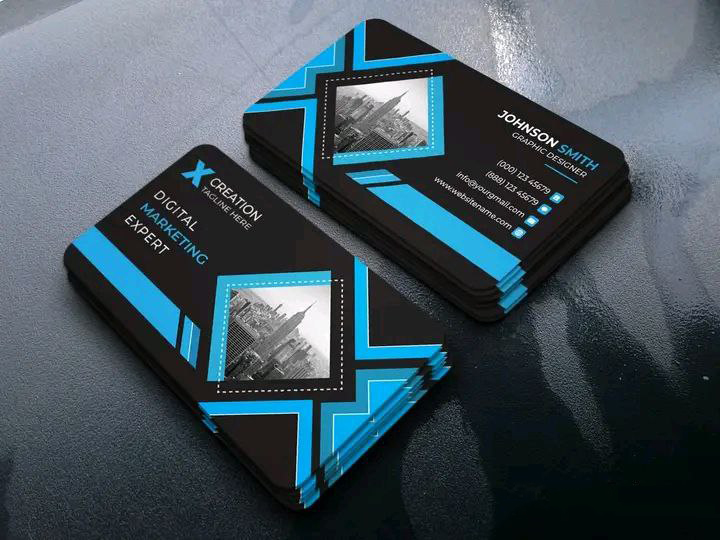 X CREATION
TAGLINE HERE
DIGITAL
MARKETING
EXPERT
JOHNSON SMITH
GRAPHIC DESIGNER
(000) 123 45679
(888) 123 45679
info@yourgmail.com
www.websitename.com